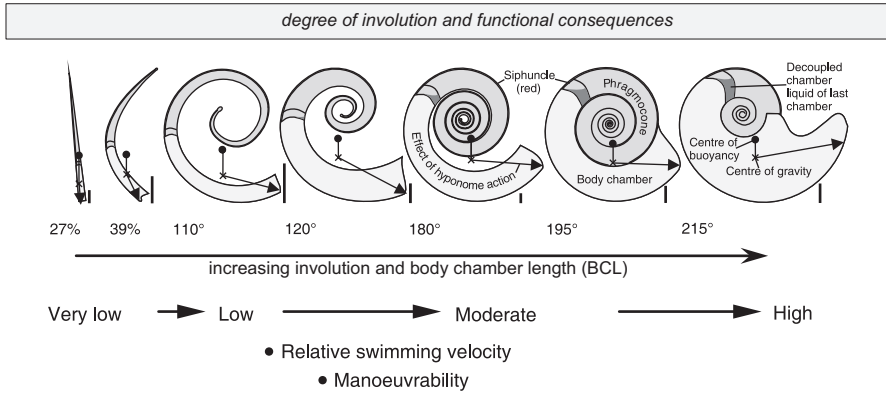 degree of involution and functional consequences
Siphuncle
(red)
Phragmocone
Decoupled
chamber
liquid of last
chamber
Effect of hyponome action
Body chamber
Centre of
buoyancy
Centre of gravity
27%
39%
110°
120°
180°
195°
215°
increasing involution and body chamber length (BCL)
Very low
Low
Moderate
High
• Relative swimming velocity
• Manoeuvrability